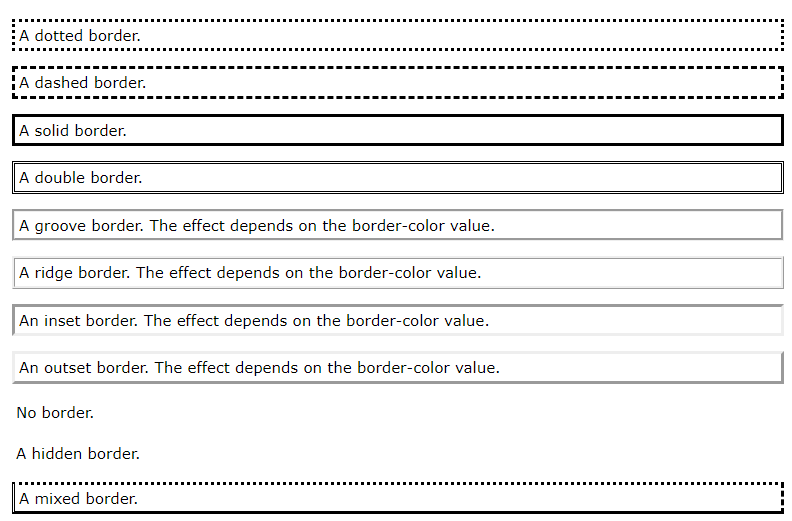 A dotted border.
A dashed border.
A solid border.
A double border.
A groove border. The effect depends on the border-color value.
A ridge border. The effect depends on the border-color value.
An inset border. The effect depends on the border-color value.
An outset border. The effect depends on the border-color value.
No border.
A hidden border.
A mixed border.